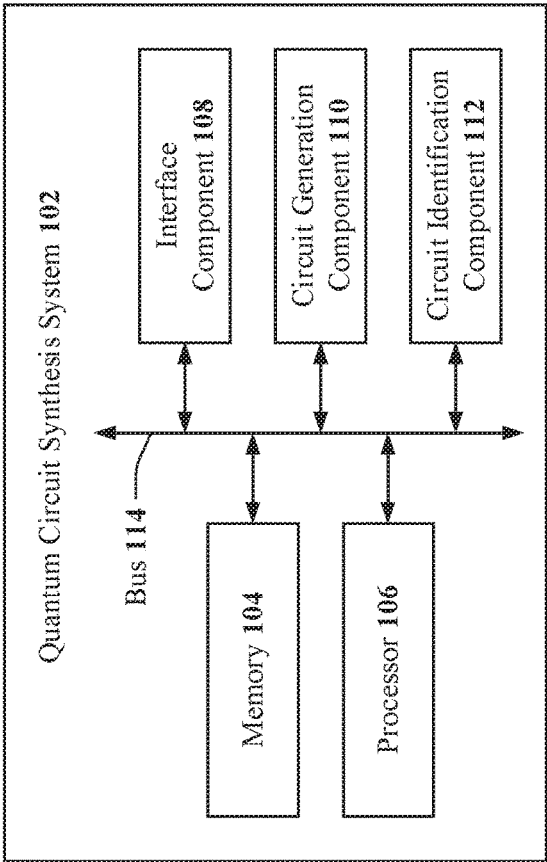 Quantum Circuit Synthesis System 102
Bus 114
Memory 104
Processor 106
Interface
Component 108
Circuit Generation
Component 110
Circuit Identification
Component 112